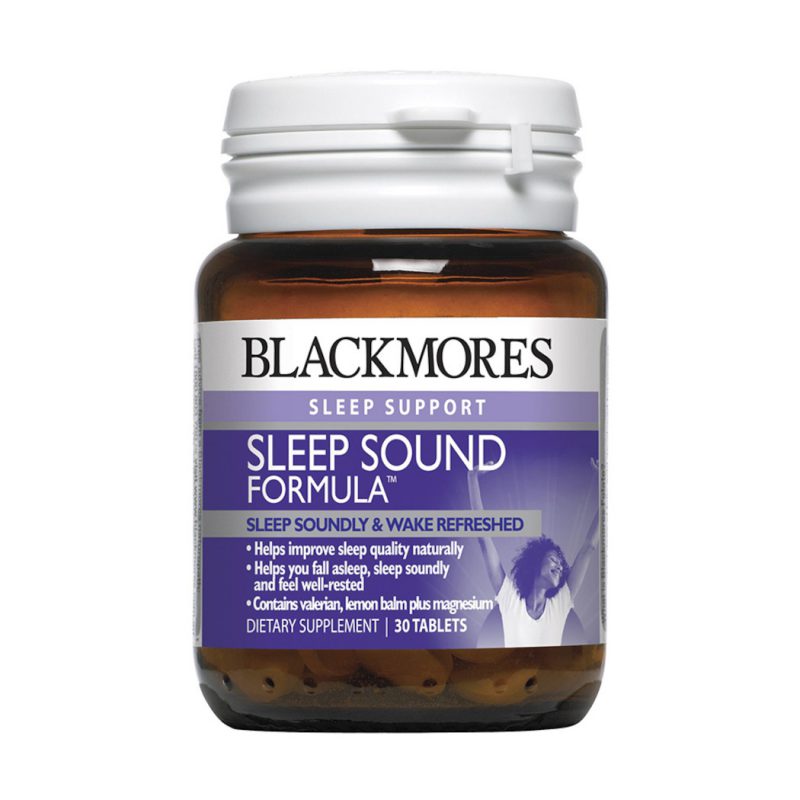 BLACKMORES
SLEEP SUPPORT
SLEEP SOUND
FORMULA™
SLEEP SOUNDLY & WAKE REFRESHED
• Helps improve sleep quality naturally
• Helps you fall asleep, sleep soundly
and feel well-rested
• Contains valerian, lemon balm plus magnesium
DIETARY SUPPLEMENT | 30 TABLETS